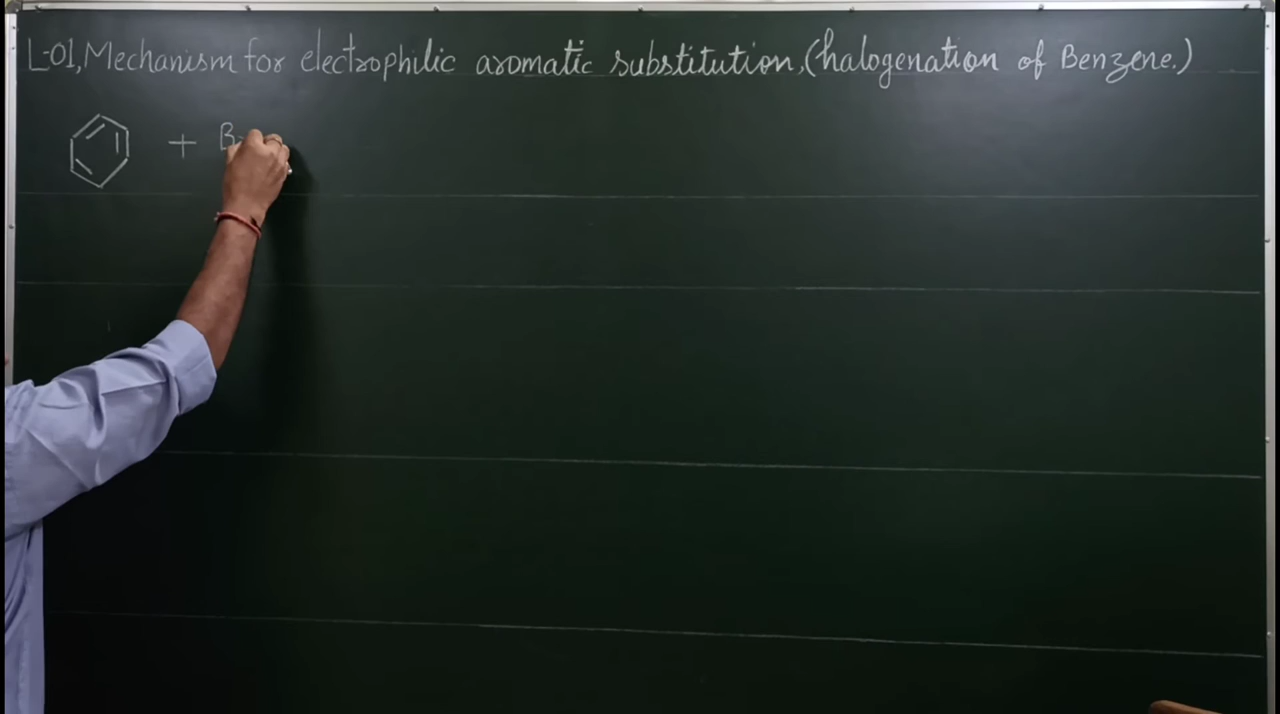 L-01, Mechanism for electrophilic aromatic substitution, (halogenation of Benzene.)
+ B